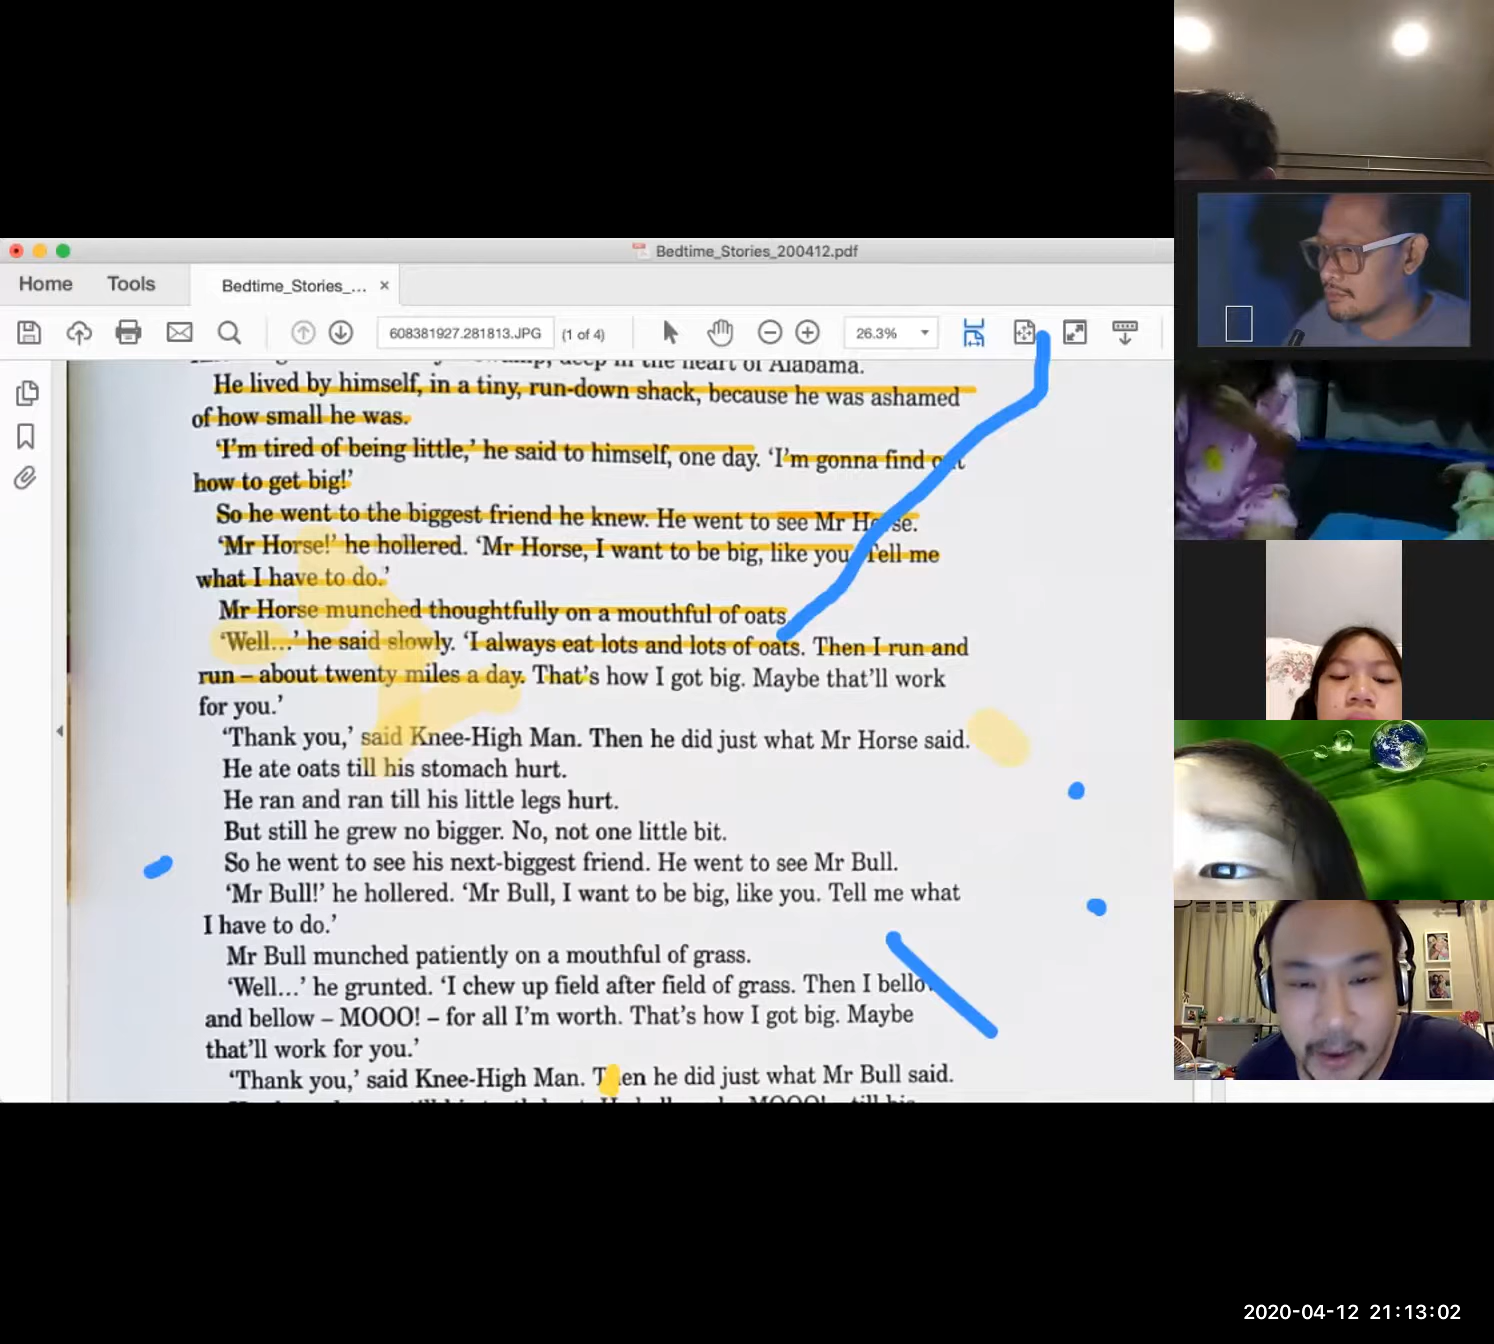 Bedtime_Stories_200412.pdf
Home
Tools
Bedtime_Stories_...
608381927.281813.JPG
(1 of 4)
26.3%
deep in the heart of Alabama.
He lived by himself, in a tiny, run-down shack, because he was ashamed
of how small he was.
‘I’m tired of being little,’ he said to himself, one day. ‘I’m gonna find out
how to get big!’
So he went to the biggest friend he knew. He went to see Mr Horse.
‘Mr Horse!’ he hollered. ‘Mr Horse, I want to be big, like you. Tell me
what I have to do.’
Mr Horse munched thoughtfully on a mouthful of oats
‘Well...’ he said slowly. ‘I always eat lots and lots of oats. Then I run and
run – about twenty miles a day. That’s how I got big. Maybe that’ll work
for you.’
‘Thank you,’ said Knee-High Man. Then he did just what Mr Horse said.
He ate oats till his stomach hurt.
He ran and ran till his little legs hurt.
But still he grew no bigger. No, not one little bit.
So he went to see his next-biggest friend. He went to see Mr Bull.
‘Mr Bull!’ he hollered. ‘Mr Bull, I want to be big, like you. Tell me what
I have to do.’
Mr Bull munched patiently on a mouthful of grass.
‘Well...’ he grunted. ‘I chew up field after field of grass. Then I bello
and bellow – MOOO! – for all I’m worth. That’s how I got big. Maybe
that’ll work for you.’
‘Thank you,’ said Knee-High Man. Then he did just what Mr Bull said.
2020-04-12 21:13:02